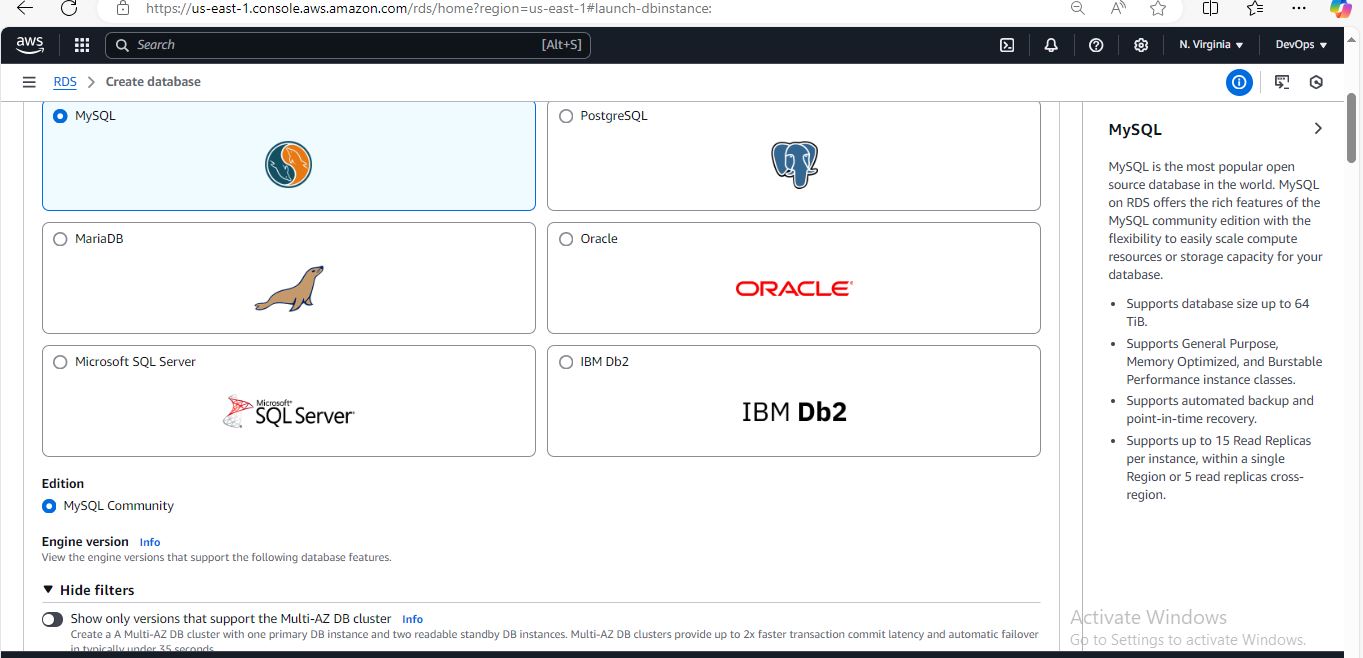 https://us-east-1.console.aws.amazon.com/rds/home?region=us-east-1#launch-dbinstance:
aws
Search
[Alt+S]
N. Virginia
DevOps
RDS
Create database
MySQL
PostgreSQL
MariaDB
Oracle
ORACLE
Microsoft SQL Server
Microsoft®
SQL Server
IBM Db2
IBM Db2
Edition
MySQL Community
Engine version Info
View the engine versions that support the following database features.
Hide filters
Show only versions that support the Multi-AZ DB cluster Info
Create a A Multi-AZ DB cluster with one primary DB instance and two readable standby DB instances. Multi-AZ DB clusters provide up to 2x faster transaction commit latency and automatic failover
in typically under 35 seconds.
MySQL
MySQL is the most popular open
source database in the world. MySQL
on RDS offers the rich features of the
MySQL community edition with the
flexibility to easily scale compute
resources or storage capacity for your
database.
• Supports database size up to 64
TiB.
• Supports General Purpose,
Memory Optimized, and Burstable
Performance instance classes.
• Supports automated backup and
point-in-time recovery.
• Supports up to 15 Read Replicas
per instance, within a single
Region or 5 read replicas cross-
region.
Activate Windows
Go to Settings to activate Windows.